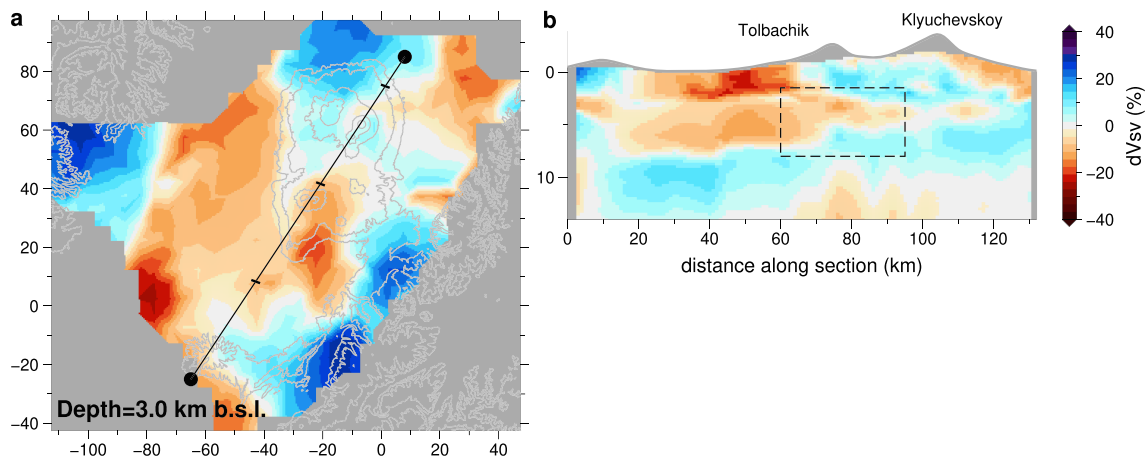 a
80
60
40
20
0
−20
−40
−100 −80 −60 −40 −20 0 20 40
Depth=3.0 km b.s.l.
b
Tolbachik
Klyuchevskoy
0
10
0 20 40 60 80 100 120
distance along section (km)
40
20
0
−20
−40
dVsv (%)